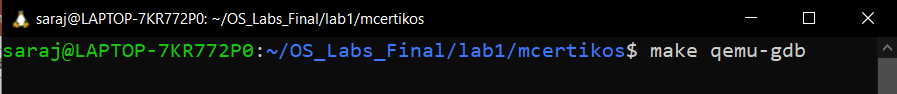 saraj@LAPTOP-7KR772P0: ~/OS_Labs_Final/lab1/mcertikos
saraj@LAPTOP-7KR772P0:~/OS_Labs_Final/lab1/mcertikos$ make qemu-gdb